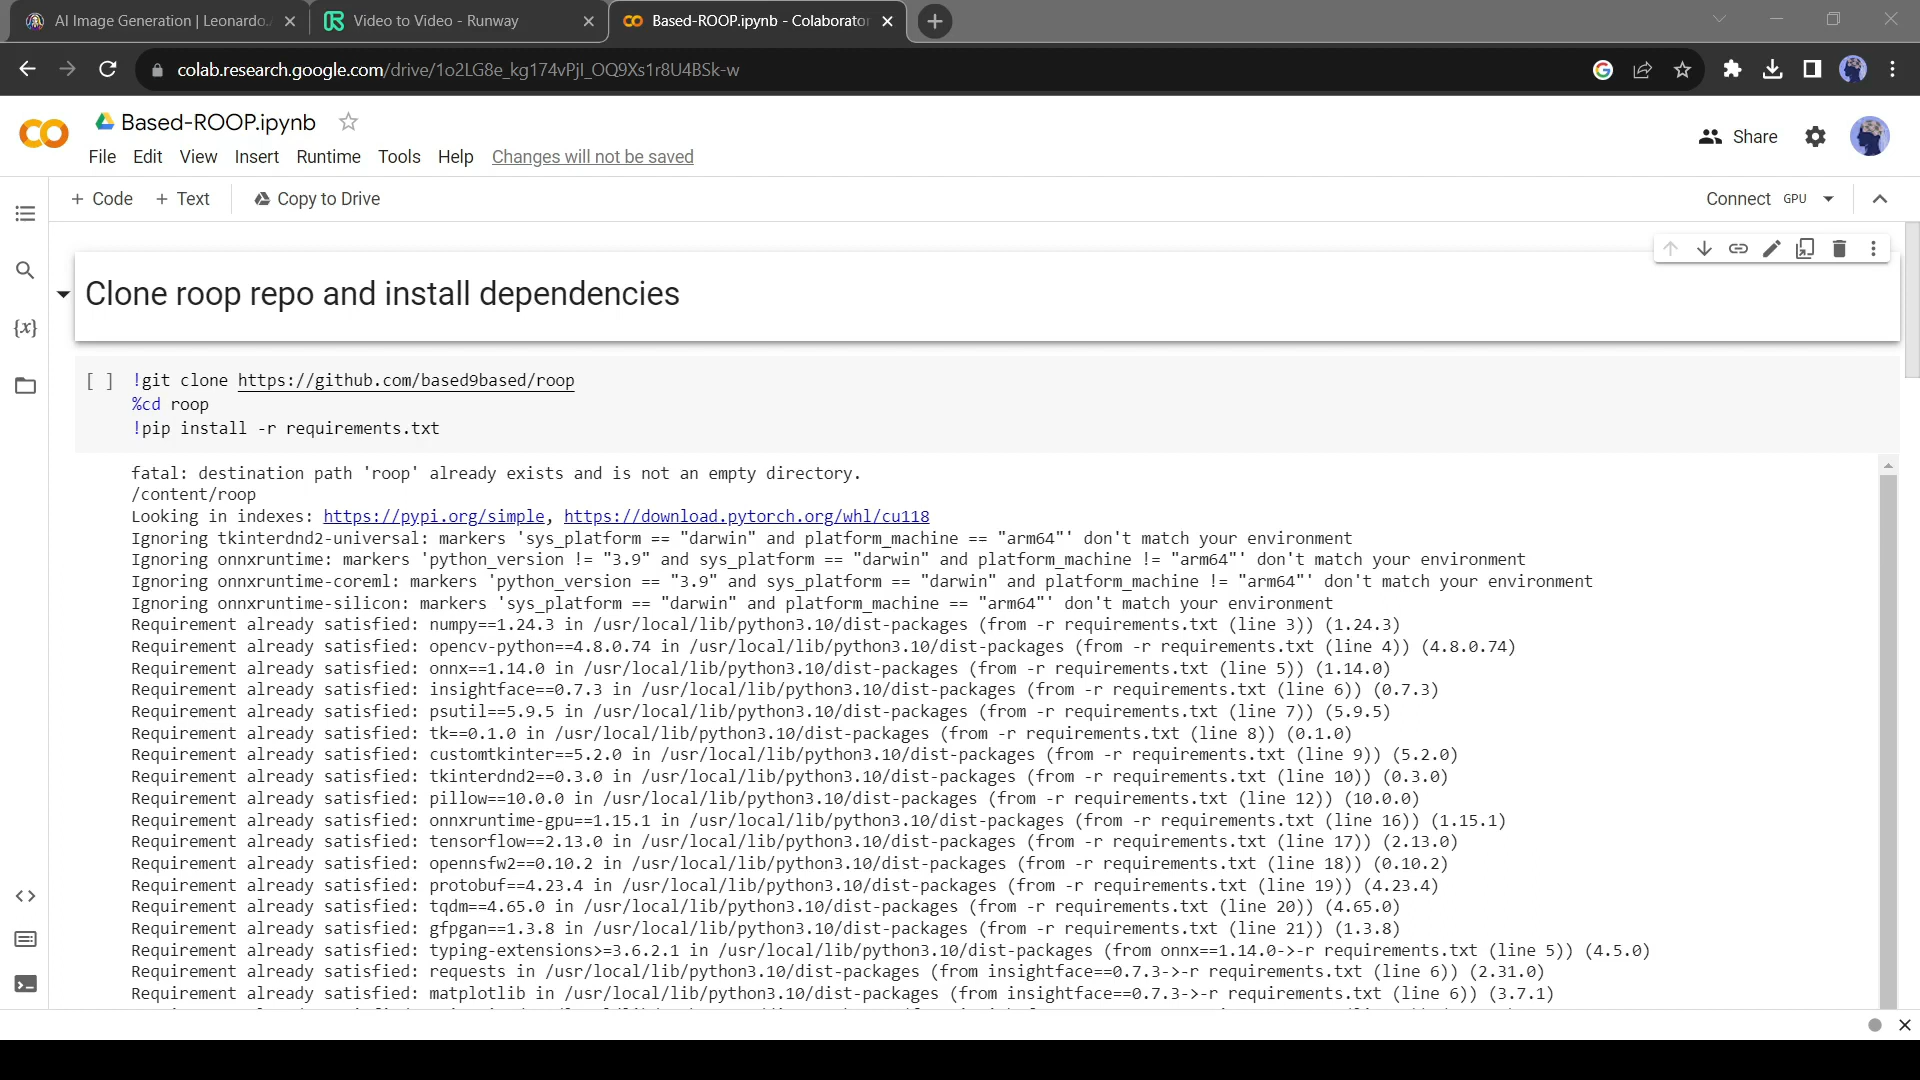 AI Image Generation | Leonardo.
Video to Video - Runway
Based-ROOP.ipynb - Colaborator
colab.research.google.com/drive/1o2LG8e_kg174vPjI_OQ9Xs1r8U4BSk-w
Based-ROOP.ipynb
File Edit View Insert Runtime Tools Help Changes will not be saved
Share
+ Code + Text Copy to Drive
Connect GPU
Clone roop repo and install dependencies
[ ] !git clone https://github.com/based9based/roop
%cd roop
!pip install -r requirements.txt
fatal: destination path 'roop' already exists and is not an empty directory.
/content/roop
Looking in indexes: https://pypi.org/simple, https://download.pytorch.org/whl/cu118
Ignoring tkinterdnd2-universal: markers 'sys_platform == "darwin" and platform_machine == "arm64"' don't match your environment
Ignoring onnxruntime: markers 'python_version != "3.9" and sys_platform == "darwin" and platform_machine != "arm64"' don't match your environment
Ignoring onnxruntime-coreml: markers 'python_version == "3.9" and sys_platform == "darwin" and platform_machine != "arm64"' don't match your environment
Ignoring onnxruntime-silicon: markers 'sys_platform == "darwin" and platform_machine == "arm64"' don't match your environment
Requirement already satisfied: numpy==1.24.3 in /usr/local/lib/python3.10/dist-packages (from -r requirements.txt (line 3)) (1.24.3)
Requirement already satisfied: opencv-python==4.8.0.74 in /usr/local/lib/python3.10/dist-packages (from -r requirements.txt (line 4)) (4.8.0.74)
Requirement already satisfied: onnx==1.14.0 in /usr/local/lib/python3.10/dist-packages (from -r requirements.txt (line 5)) (1.14.0)
Requirement already satisfied: insightface==0.7.3 in /usr/local/lib/python3.10/dist-packages (from -r requirements.txt (line 6)) (0.7.3)
Requirement already satisfied: psutil==5.9.5 in /usr/local/lib/python3.10/dist-packages (from -r requirements.txt (line 7)) (5.9.5)
Requirement already satisfied: tk==0.1.0 in /usr/local/lib/python3.10/dist-packages (from -r requirements.txt (line 8)) (0.1.0)
Requirement already satisfied: customtkinter==5.2.0 in /usr/local/lib/python3.10/dist-packages (from -r requirements.txt (line 9)) (5.2.0)
Requirement already satisfied: tkinterdnd2==0.3.0 in /usr/local/lib/python3.10/dist-packages (from -r requirements.txt (line 10)) (0.3.0)
Requirement already satisfied: pillow==10.0.0 in /usr/local/lib/python3.10/dist-packages (from -r requirements.txt (line 12)) (10.0.0)
Requirement already satisfied: onnxruntime-gpu==1.15.1 in /usr/local/lib/python3.10/dist-packages (from -r requirements.txt (line 16)) (1.15.1)
Requirement already satisfied: tensorflow==2.13.0 in /usr/local/lib/python3.10/dist-packages (from -r requirements.txt (line 17)) (2.13.0)
Requirement already satisfied: opennsfw2==0.10.2 in /usr/local/lib/python3.10/dist-packages (from -r requirements.txt (line 18)) (0.10.2)
Requirement already satisfied: protobuf==4.23.4 in /usr/local/lib/python3.10/dist-packages (from -r requirements.txt (line 19)) (4.23.4)
Requirement already satisfied: tqdm==4.65.0 in /usr/local/lib/python3.10/dist-packages (from -r requirements.txt (line 20)) (4.65.0)
Requirement already satisfied: gfpgan==1.3.8 in /usr/local/lib/python3.10/dist-packages (from -r requirements.txt (line 21)) (1.3.8)
Requirement already satisfied: typing-extensions>=3.6.2.1 in /usr/local/lib/python3.10/dist-packages (from onnx==1.14.0->-r requirements.txt (line 5)) (4.5.0)
Requirement already satisfied: requests in /usr/local/lib/python3.10/dist-packages (from insightface==0.7.3->-r requirements.txt (line 6)) (2.31.0)
Requirement already satisfied: matplotlib in /usr/local/lib/python3.10/dist-packages (from insightface==0.7.3->-r requirements.txt (line 6)) (3.7.1)